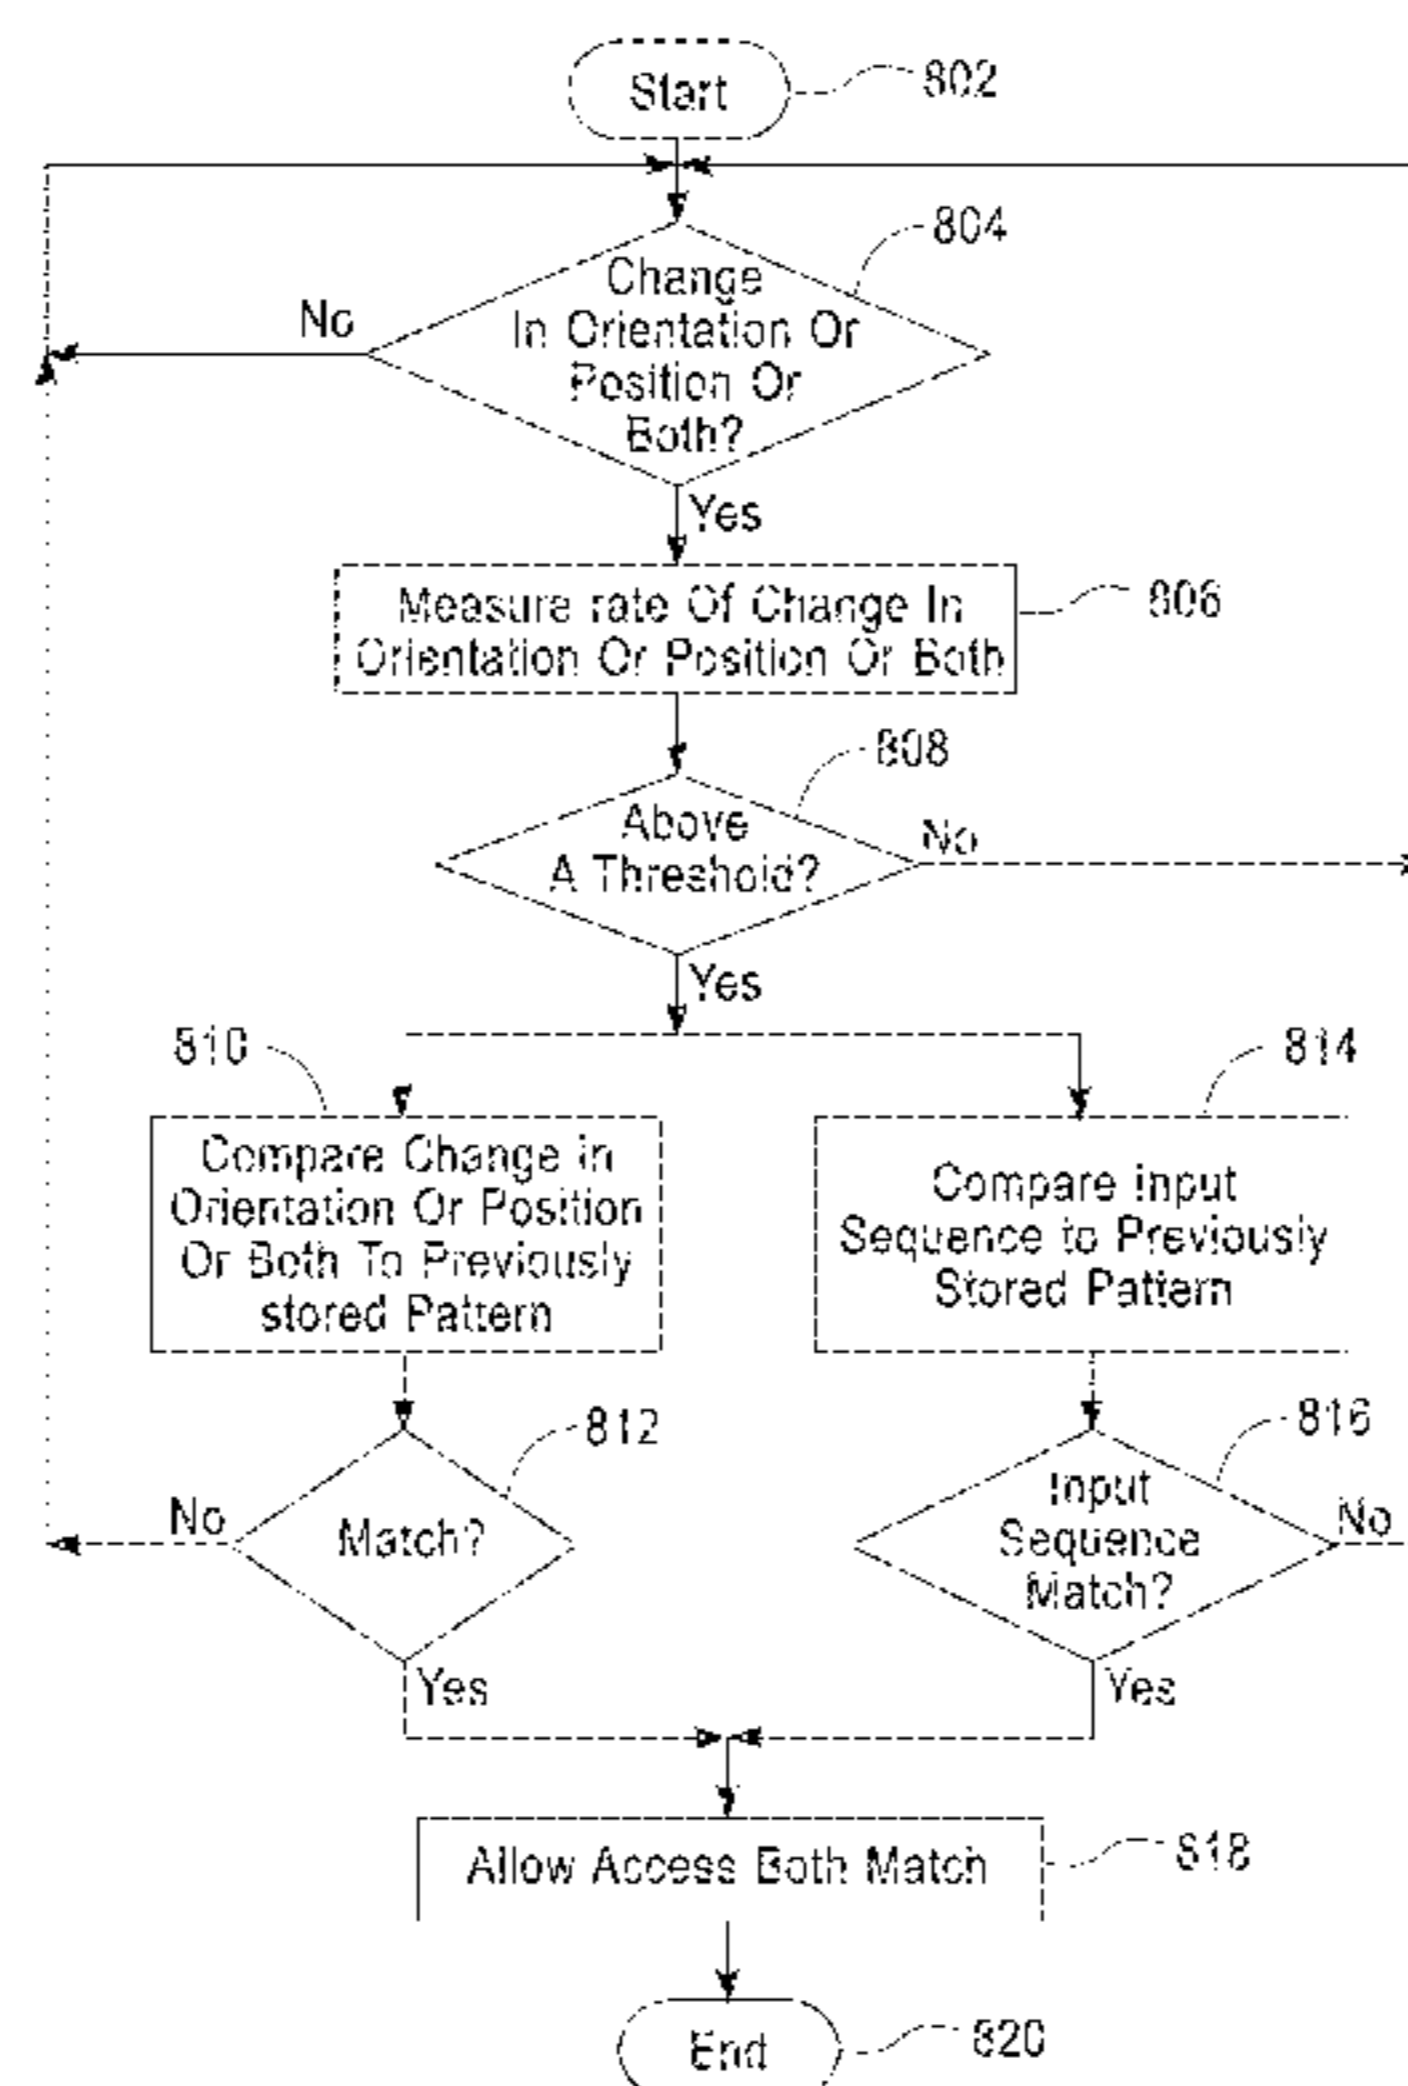 Start
802
804
Change
In Orientation Or
Position Or
Both?
No
Yes
Measure rate Of Change In
Orientation Or Position Or Both
806
808
Above
A Threshold?
No
Yes
810
814
Compare Change in
Orientation Or Position
Or Both To Previously
stored Pattern
Compare input
Sequence to Previously
Stored Pattern
812
816
No
Match?
Input
Sequence
Match?
No
Yes
Yes
Allow Access Both Match
818
End
820